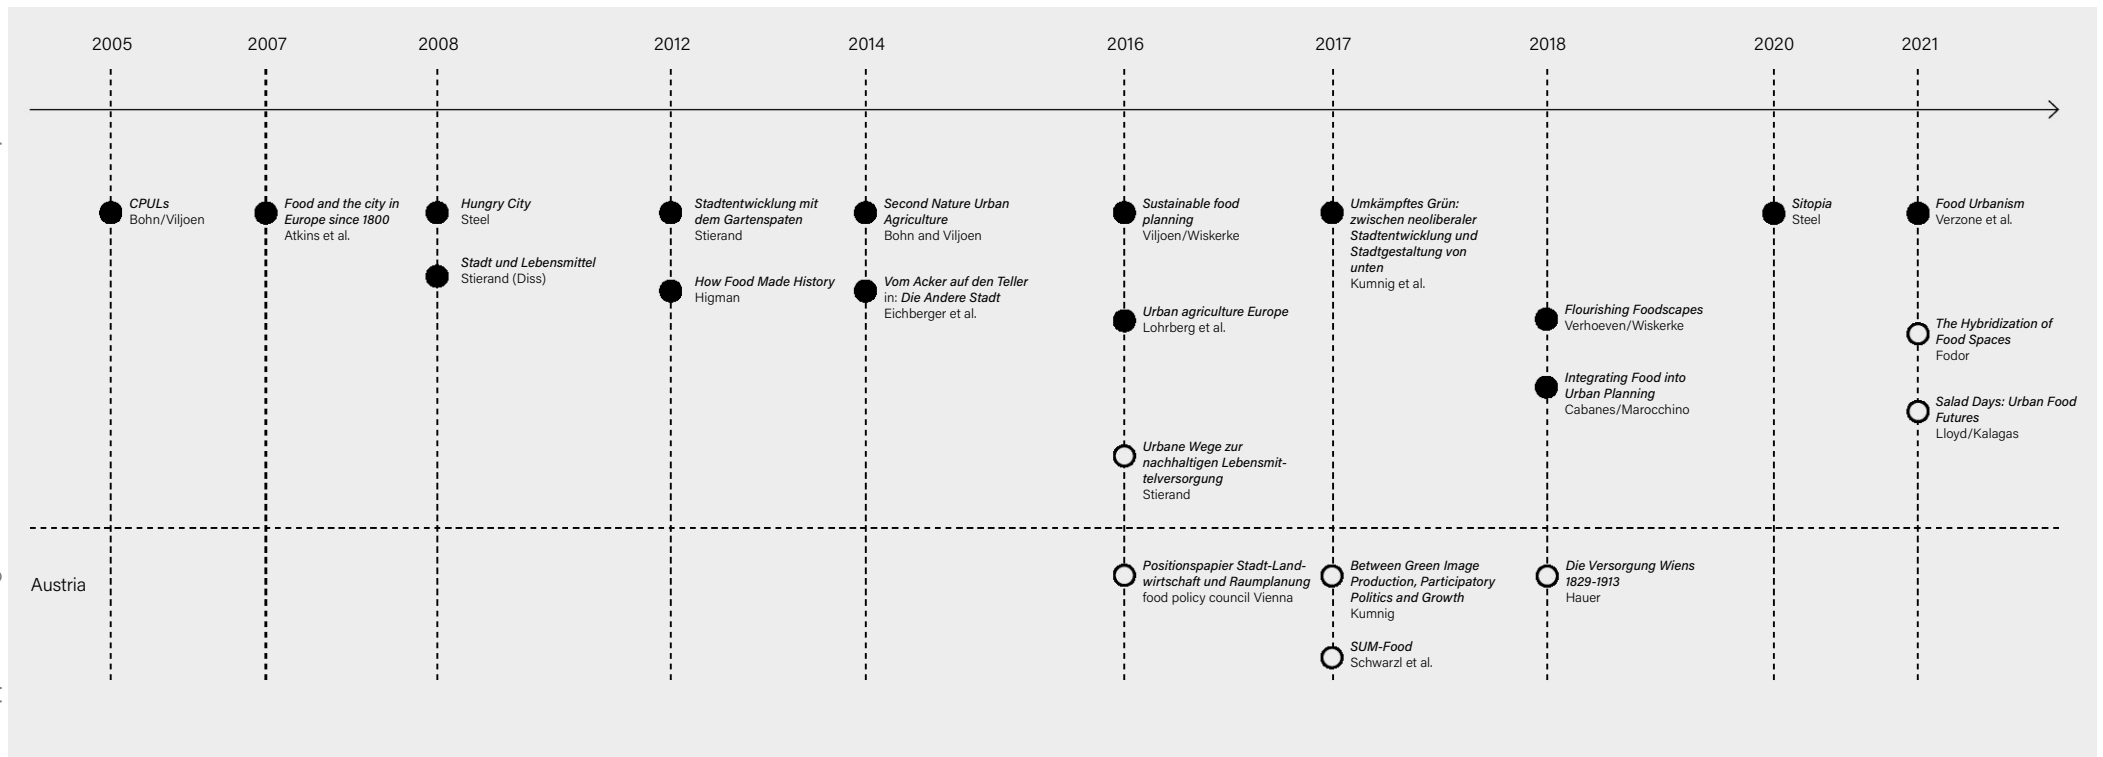 2005
2007
2008
2012
2014
2016
2017
2018
2020
2021
CPULs
Bohn/Viljoen
Food and the city in
Europe since 1800
Atkins et al.
Hungry City
Steel
Stadt und Lebensmittel
Stierand (Diss)
Stadtentwicklung mit
dem Gartenspaten
Stierand
How Food Made History
Higman
Second Nature Urban
Agriculture
Bohn and Viljoen
Vom Acker auf den Teller
in: Die Andere Stadt
Eichberger et al.
Sustainable food
planning
Viljoen/Wiskerke
Urban agriculture Europe
Lohrberg et al.
Urbane Wege zur
nachhaltigen Lebensmit-
telversorgung
Stierand
Umkämpftes Grün:
zwischen neoliberaler
Stadtentwicklung und
Stadtgestaltung von
unten
Kumnig et al.
Flourishing Foodscapes
Verhoeven/Wiskerke
Integrating Food into
Urban Planning
Cabanes/Marocchino
Sitopia
Steel
Food Urbanism
Verzone et al.
The Hybridization of
Food Spaces
Fodor
Salad Days: Urban Food
Futures
Lloyd/Kalagas
Austria
Positionspapier Stadt-Land-
wirtschaft und Raumplanung
food policy council Vienna
Between Green Image
Production, Participatory
Politics and Growth
Kumnig
SUM-Food
Schwarzl et al.
Die Versorgung Wiens
1829-1913
Hauer